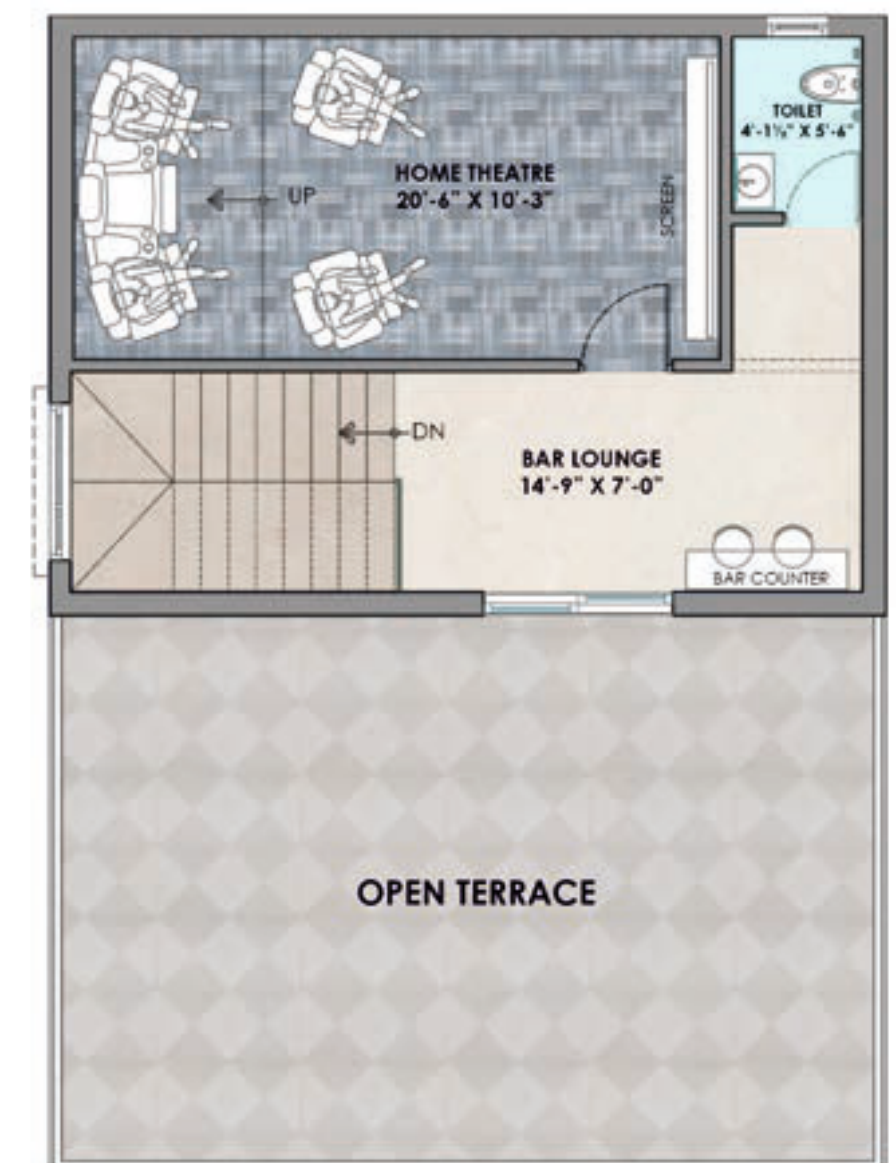 HOME THEATRE
20'-6" X 10'-3"
UP
SCREEN
TOILET
4'-1½" X 5'-6"
DN
BAR LOUNGE
14'-9" X 7'-0"
BAR COUNTER
OPEN TERRACE